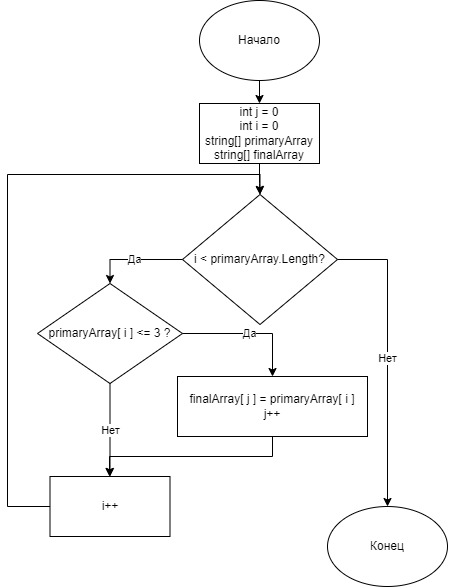 Начало
int j = 0
int i = 0
string[] primaryArray
string[] finalArray
i < primaryArray.Length?
Да
primaryArray[ i ] <= 3 ?
Да
Нет
finalArray[ j ] = primaryArray[ i ]
j++
Нет
i++
Конец